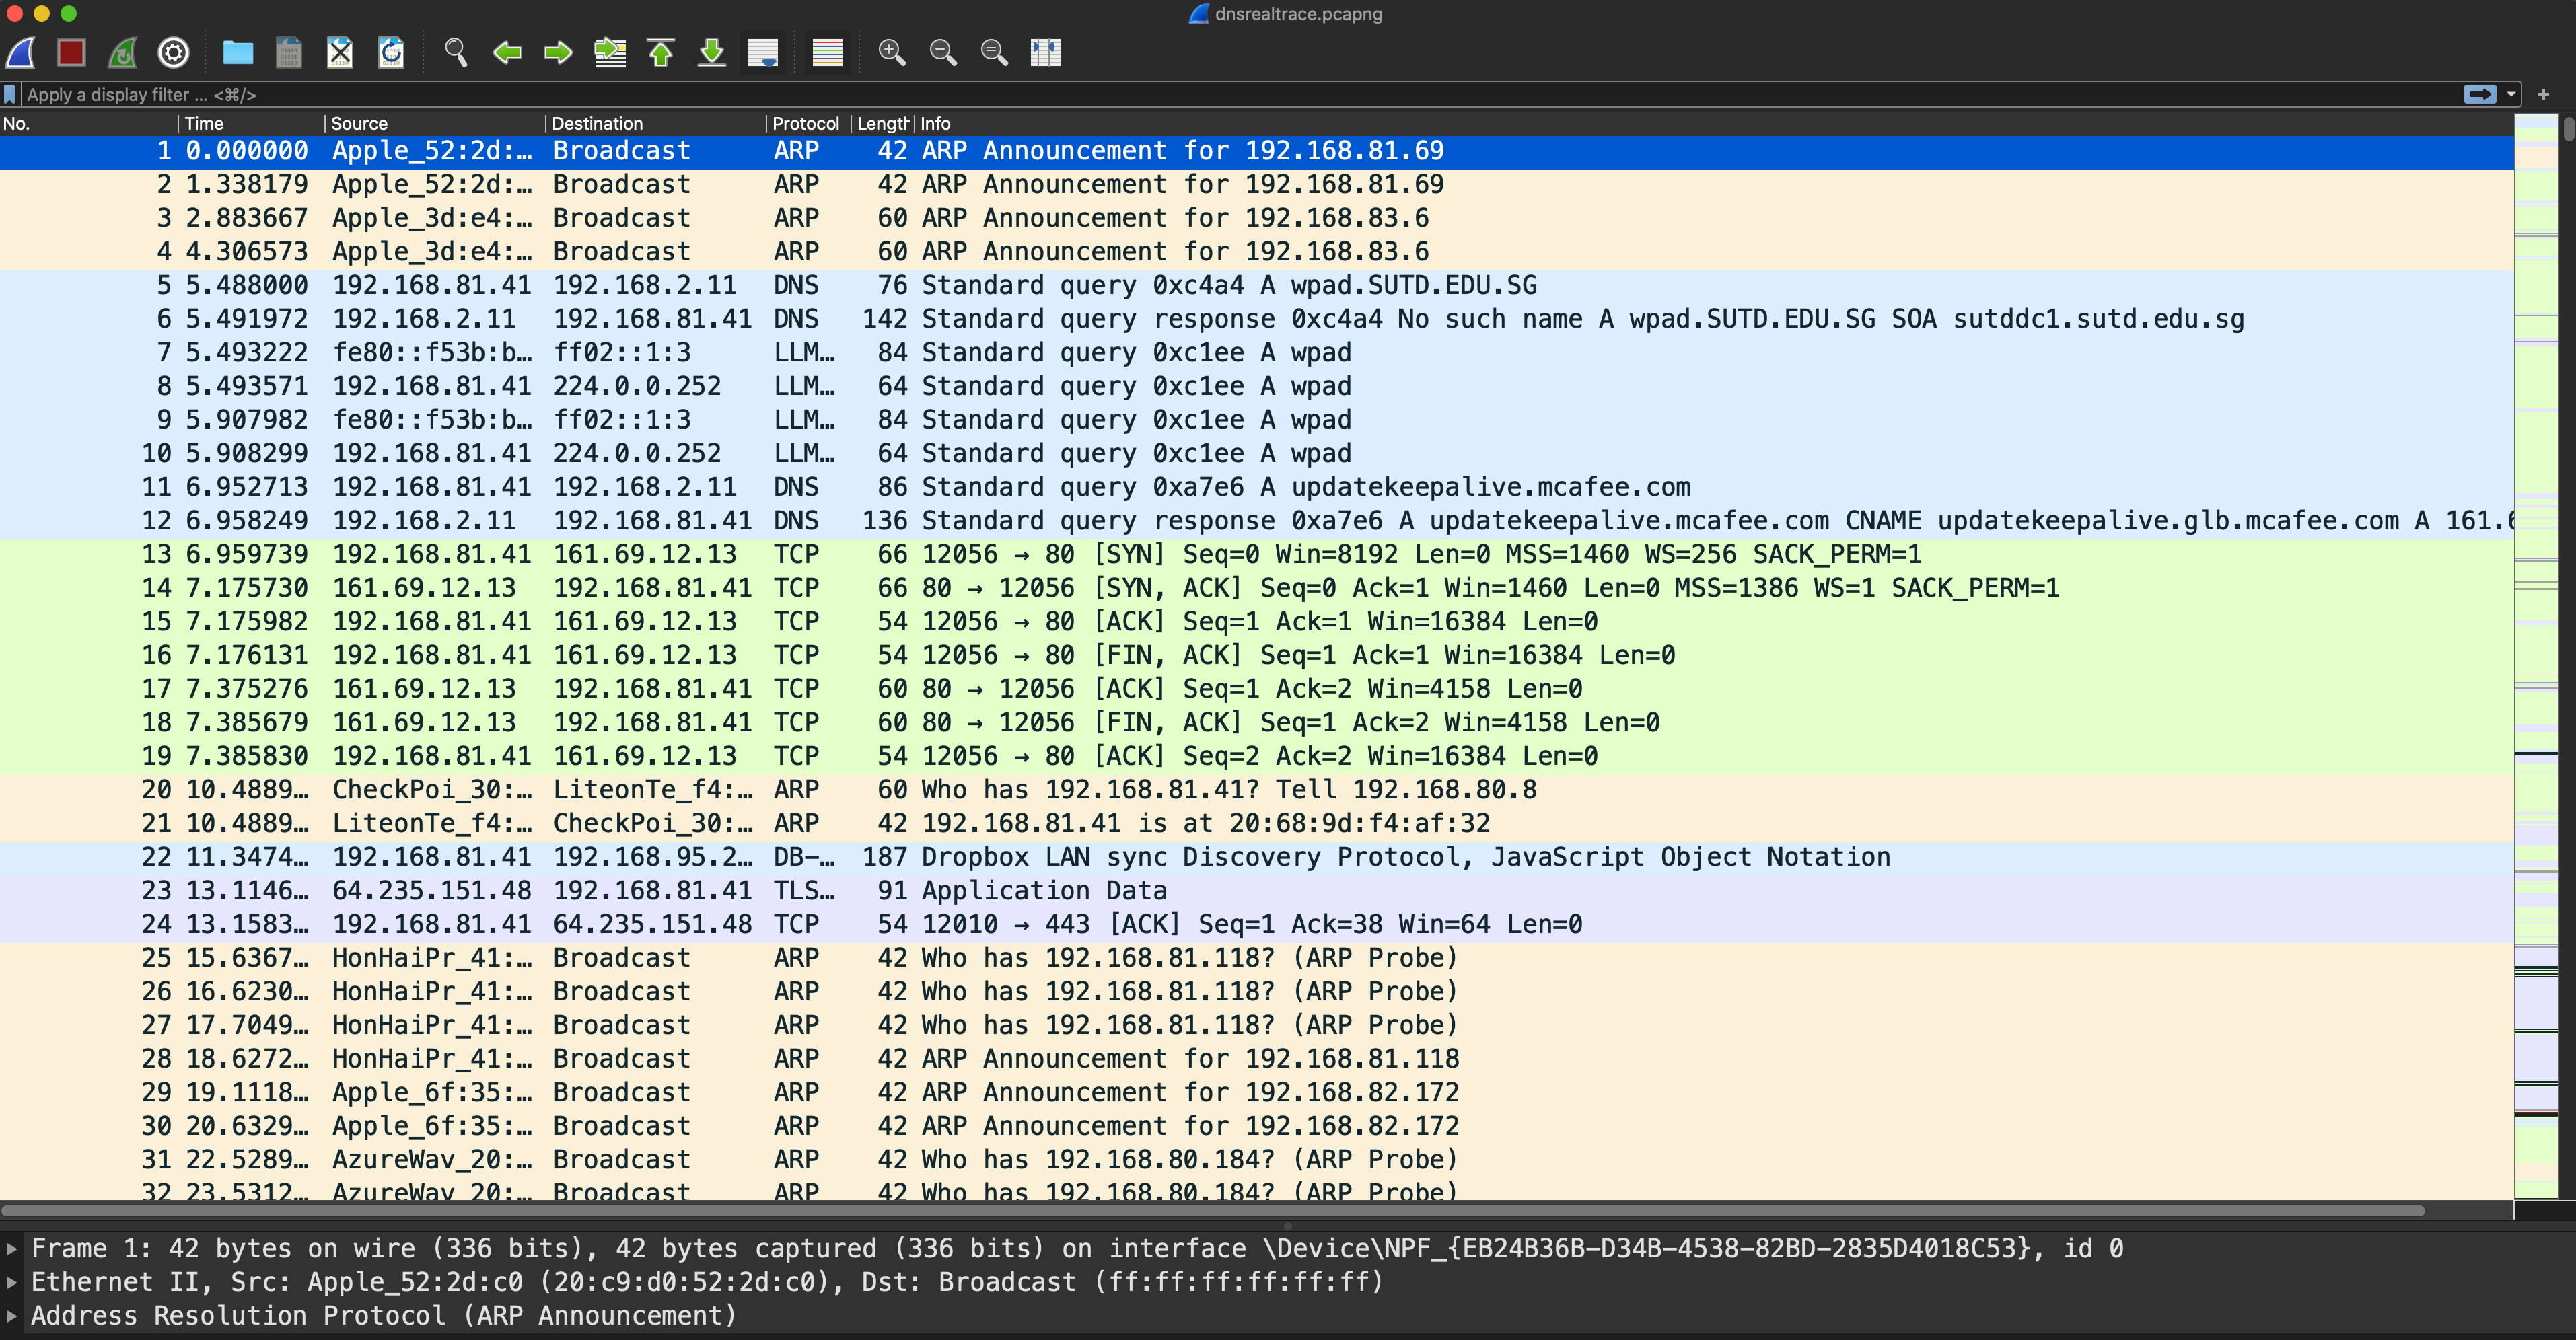 dnsrealtrace.pcapng
Apply a display filter ... <⌘/>
No. Time Source Destination Protocol Length Info
1 0.000000 Apple_52:2d:… Broadcast ARP 42 ARP Announcement for 192.168.81.69
2 1.338179 Apple_52:2d:… Broadcast ARP 42 ARP Announcement for 192.168.81.69
3 2.883667 Apple_3d:e4:… Broadcast ARP 60 ARP Announcement for 192.168.83.6
4 4.306573 Apple_3d:e4:… Broadcast ARP 60 ARP Announcement for 192.168.83.6
5 5.488000 192.168.81.41 192.168.2.11 DNS 76 Standard query 0xc4a4 A wpad.SUTD.EDU.SG
6 5.491972 192.168.2.11 192.168.81.41 DNS 142 Standard query response 0xc4a4 No such name A wpad.SUTD.EDU.SG SOA sutddc1.sutd.edu.sg
7 5.493222 fe80::f53b:b… ff02::1:3 LLM… 84 Standard query 0xc1ee A wpad
8 5.493571 192.168.81.41 224.0.0.252 LLM… 64 Standard query 0xc1ee A wpad
9 5.907982 fe80::f53b:b… ff02::1:3 LLM… 84 Standard query 0xc1ee A wpad
10 5.908299 192.168.81.41 224.0.0.252 LLM… 64 Standard query 0xc1ee A wpad
11 6.952713 192.168.81.41 192.168.2.11 DNS 86 Standard query 0xa7e6 A updatekeepalive.mcafee.com
12 6.958249 192.168.2.11 192.168.81.41 DNS 136 Standard query response 0xa7e6 A updatekeepalive.mcafee.com CNAME updatekeepalive.glb.mcafee.com A 161.6
13 6.959739 192.168.81.41 161.69.12.13 TCP 66 12056 → 80 [SYN] Seq=0 Win=8192 Len=0 MSS=1460 WS=256 SACK_PERM=1
14 7.175730 161.69.12.13 192.168.81.41 TCP 66 80 → 12056 [SYN, ACK] Seq=0 Ack=1 Win=1460 Len=0 MSS=1386 WS=1 SACK_PERM=1
15 7.175982 192.168.81.41 161.69.12.13 TCP 54 12056 → 80 [ACK] Seq=1 Ack=1 Win=16384 Len=0
16 7.176131 192.168.81.41 161.69.12.13 TCP 54 12056 → 80 [FIN, ACK] Seq=1 Ack=1 Win=16384 Len=0
17 7.375276 161.69.12.13 192.168.81.41 TCP 60 80 → 12056 [ACK] Seq=1 Ack=2 Win=4158 Len=0
18 7.385679 161.69.12.13 192.168.81.41 TCP 60 80 → 12056 [FIN, ACK] Seq=1 Ack=2 Win=4158 Len=0
19 7.385830 192.168.81.41 161.69.12.13 TCP 54 12056 → 80 [ACK] Seq=2 Ack=2 Win=16384 Len=0
20 10.4889… CheckPoi_30:… LiteonTe_f4:… ARP 60 Who has 192.168.81.41? Tell 192.168.80.8
21 10.4889… LiteonTe_f4:… CheckPoi_30:… ARP 42 192.168.81.41 is at 20:68:9d:f4:af:32
22 11.3474… 192.168.81.41 192.168.95.2… DB-… 187 Dropbox LAN sync Discovery Protocol, JavaScript Object Notation
23 13.1146… 64.235.151.48 192.168.81.41 TLS… 91 Application Data
24 13.1583… 192.168.81.41 64.235.151.48 TCP 54 12010 → 443 [ACK] Seq=1 Ack=38 Win=64 Len=0
25 15.6367… HonHaiPr_41:… Broadcast ARP 42 Who has 192.168.81.118? (ARP Probe)
26 16.6230… HonHaiPr_41:… Broadcast ARP 42 Who has 192.168.81.118? (ARP Probe)
27 17.7049… HonHaiPr_41:… Broadcast ARP 42 Who has 192.168.81.118? (ARP Probe)
28 18.6272… HonHaiPr_41:… Broadcast ARP 42 ARP Announcement for 192.168.81.118
29 19.1118… Apple_6f:35:… Broadcast ARP 42 ARP Announcement for 192.168.82.172
30 20.6329… Apple_6f:35:… Broadcast ARP 42 ARP Announcement for 192.168.82.172
31 22.5289… AzureWav_20:… Broadcast ARP 42 Who has 192.168.80.184? (ARP Probe)
32 23.5312… AzureWav_20:… Broadcast ARP 42 Who has 192.168.80.184? (ARP Probe)
Frame 1: 42 bytes on wire (336 bits), 42 bytes captured (336 bits) on interface \Device\NPF_{EB24B36B-D34B-4538-82BD-2835D4018C53}, id 0
Ethernet II, Src: Apple_52:2d:c0 (20:c9:d0:52:2d:c0), Dst: Broadcast (ff:ff:ff:ff:ff:ff)
Address Resolution Protocol (ARP Announcement)